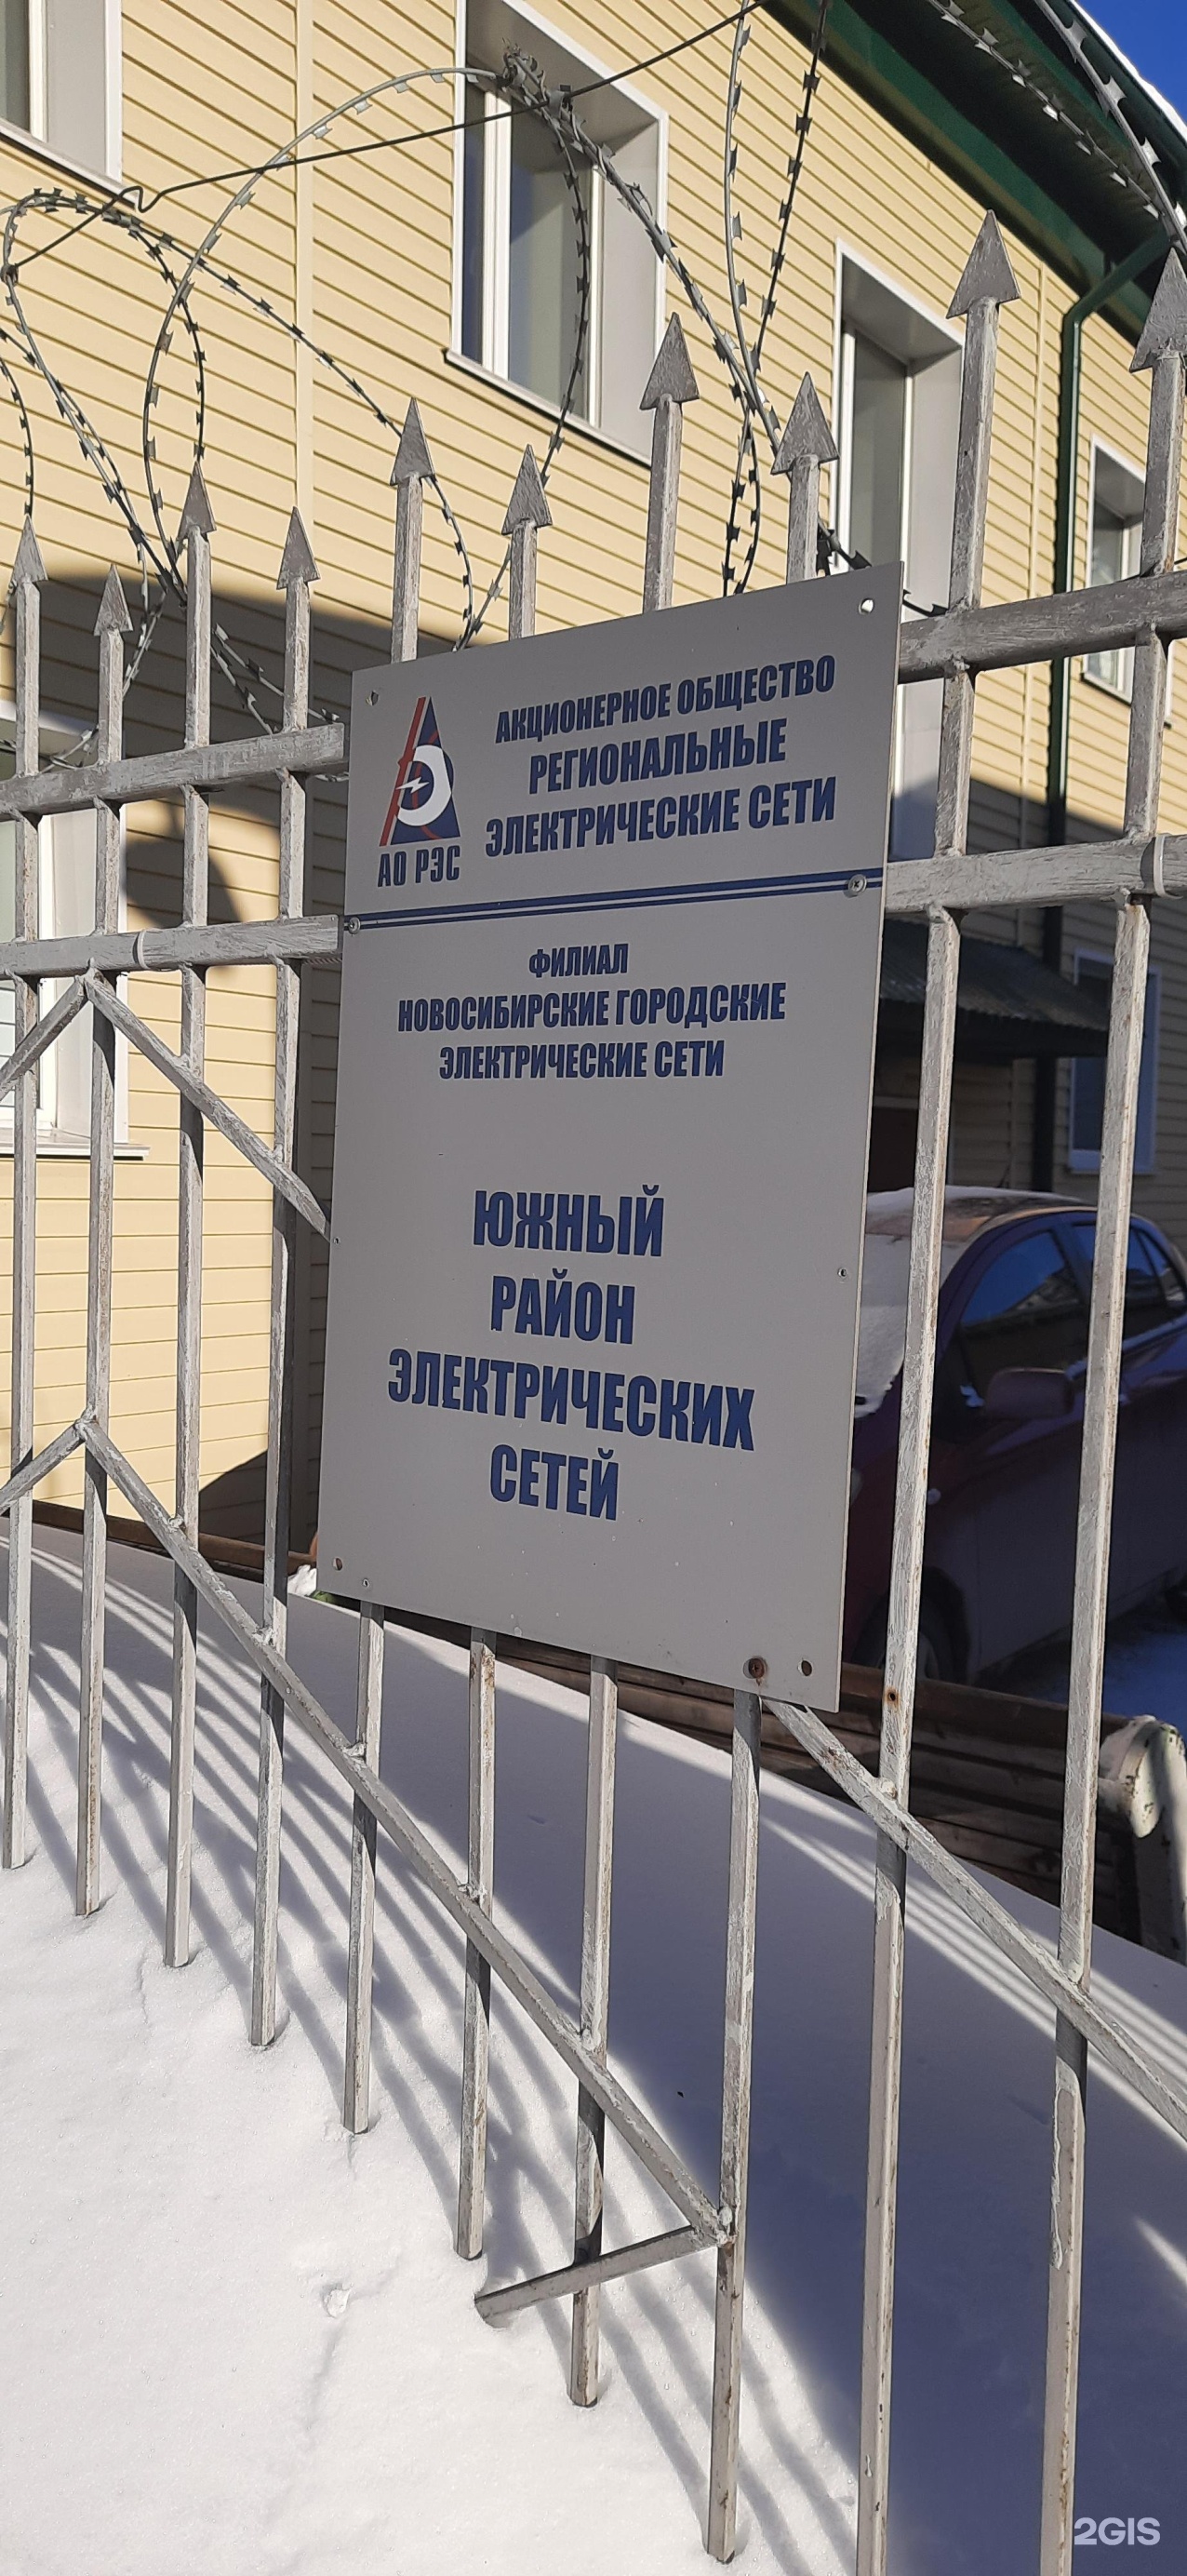 АКЦИОНЕРНОЕ ОБЩЕСТВО
РЕГИОНАЛЬНЫЕ
ЭЛЕКТРИЧЕСКИЕ СЕТИ
АО РЭС
ФИЛИАЛ
НОВОСИБИРСКИЕ ГОРОДСКИЕ
ЭЛЕКТРИЧЕСКИЕ СЕТИ
ЮЖНЫЙ
РАЙОН
ЭЛЕКТРИЧЕСКИХ
СЕТЕЙ
2GIS